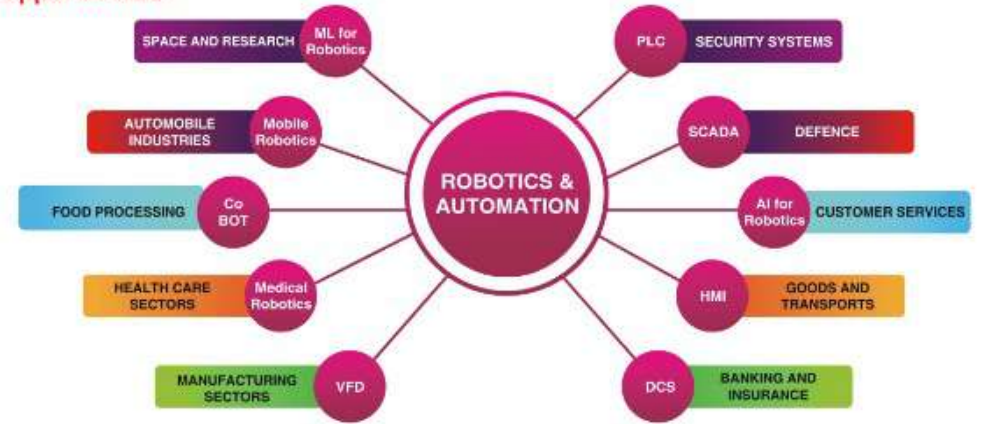 SPACE AND RESEARCH
ML for
Robotics
PLC
SECURITY SYSTEMS
AUTOMOBILE
INDUSTRIES
Mobile
Robotics
SCADA
DEFENCE
FOOD PROCESSING
Co
BOT
ROBOTICS &
AUTOMATION
AI for
Robotics
CUSTOMER SERVICES
HEALTH CARE
SECTORS
Medical
Robotics
HMI
GOODS AND
TRANSPORTS
MANUFACTURING
SECTORS
VFD
DCS
BANKING AND
INSURANCE